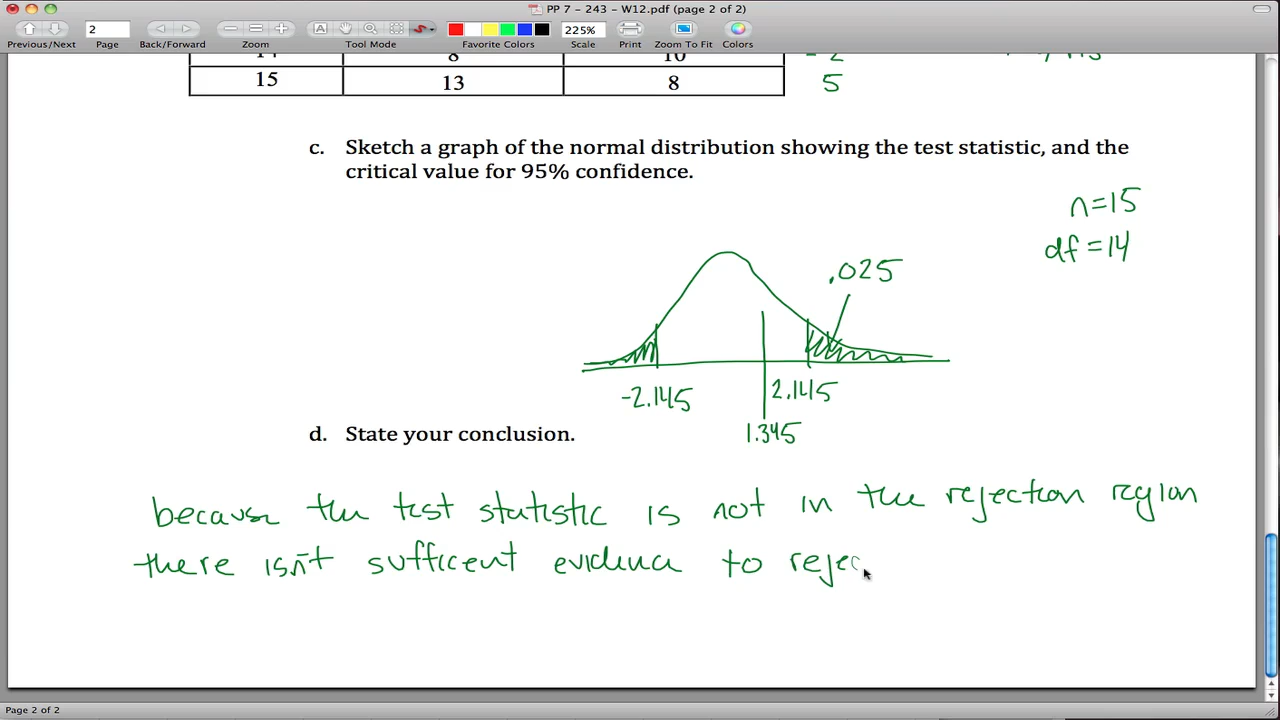 PP 7 - 243 - W12.pdf (page 2 of 2)
2 225%
Previous/Next Page Back/Forward Zoom Tool Mode Favorite Colors Scale Print Zoom To Fit Colors
8 10 -2
15 13 8 5
c. Sketch a graph of the normal distribution showing the test statistic, and the
critical value for 95% confidence.
n=15
df=14
.025
-2.145 2.145
1.345
d. State your conclusion.
because the test statistic is not in the rejection region
there isn't sufficent evidence to rejec
Page 2 of 2